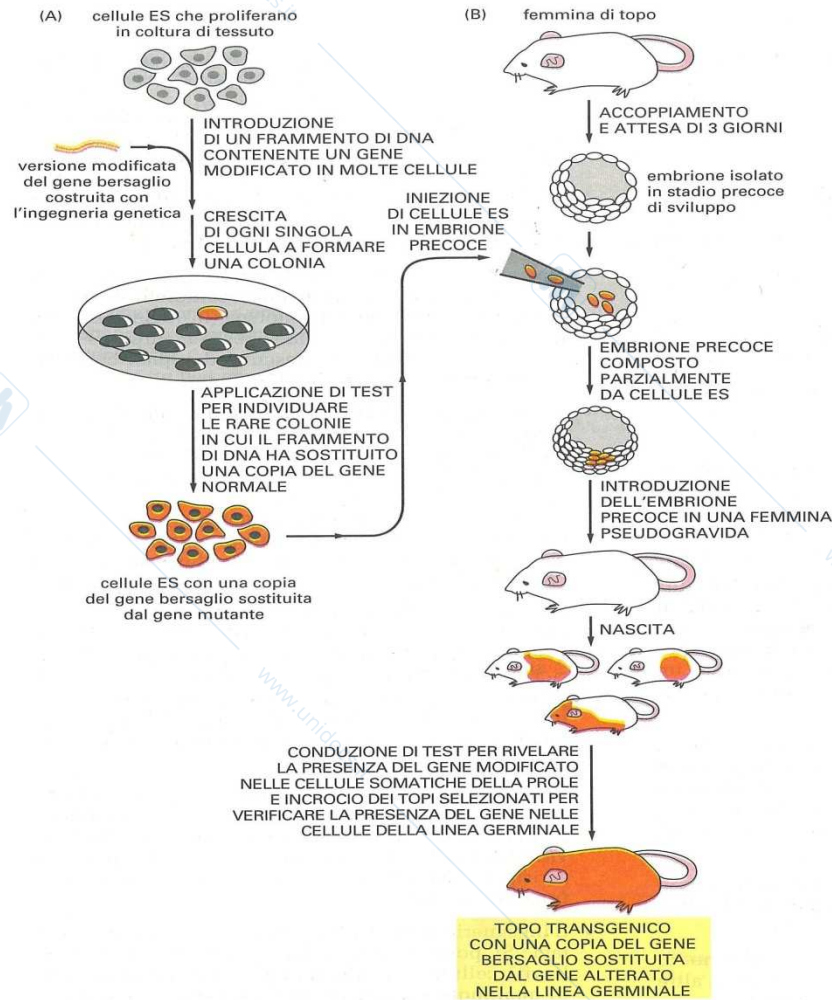 (A)
cellule ES che proliferano
in coltura di tessuto
INTRODUZIONE
DI UN FRAMMENTO DI DNA
CONTENENTE UN GENE
MODIFICATO IN MOLTE CELLULE
versione modificata
del gene bersaglio
costruita con
l'ingegneria genetica
CRESCITA
DI OGNI SINGOLA
CELLULA A FORMARE
UNA COLONIA
APPLICAZIONE DI TEST
PER INDIVIDUARE
LE RARE COLONIE
IN CUI IL FRAMMENTO
DI DNA HA SOSTITUITO
UNA COPIA DEL GENE
NORMALE
cellule ES con una copia
del gene bersaglio sostituita
dal gene mutante
(B)
femmina di topo
ACCOPPIAMENTO
E ATTESA DI 3 GIORNI
embrione isolato
in stadio precoce
di sviluppo
INIEZIONE
DI CELLULE ES
IN EMBRIONE
PRECOCE
EMBRIONE PRECOCE
COMPOSTO
PARZIALMENTE
DA CELLULE ES
INTRODUZIONE
DELL'EMBRIONE
PRECOCE IN UNA FEMMINA
PSEUDOGRAVIDA
NASCITA
CONDUZIONE DI TEST PER RIVELARE
LA PRESENZA DEL GENE MODIFICATO
NELLE CELLULE SOMATICHE DELLA PROLE
E INCROCIO DEI TOPI SELEZIONATI PER
VERIFICARE LA PRESENZA DEL GENE NELLE
CELLULE DELLA LINEA GERMINALE
TOPO TRANSGENICO
CON UNA COPIA DEL GENE
BERSAGLIO SOSTITUITA
DAL GENE ALTERATO
NELLA LINEA GERMINALE
www.unido